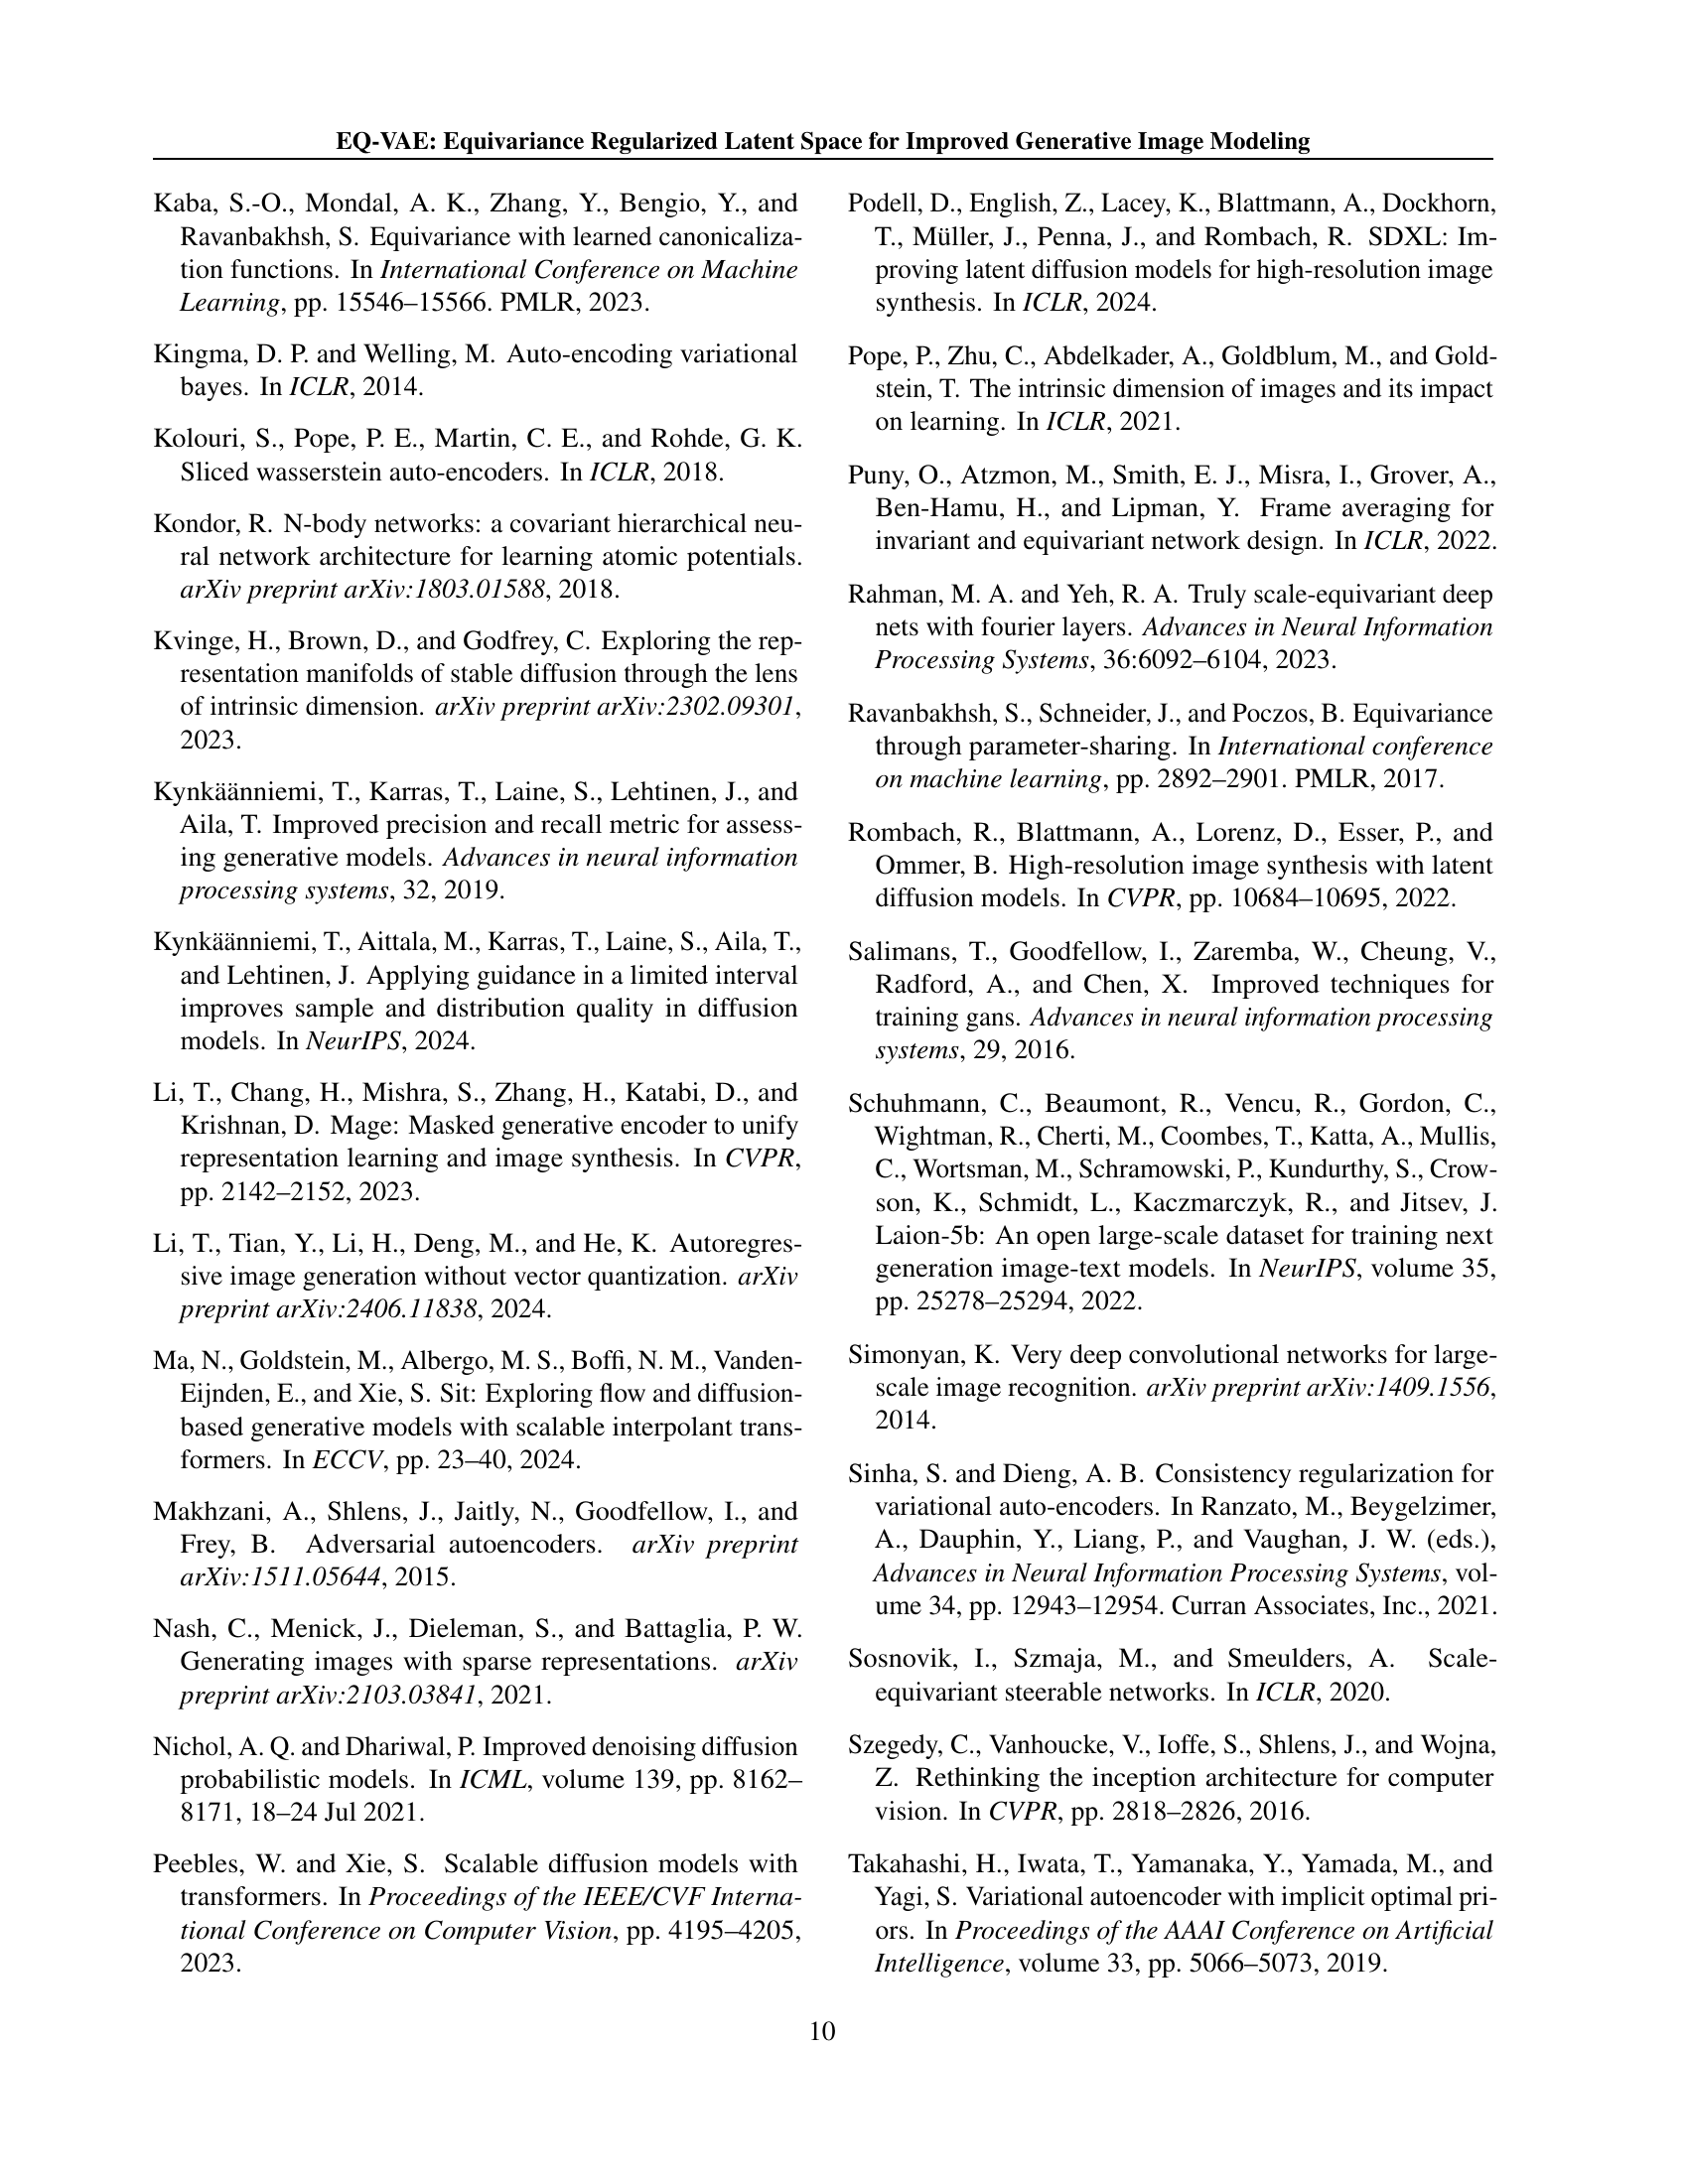 EQ-VAE: Equivariance Regularized Latent Space for Improved Generative Image Modeling
Kaba, S.-O., Mondal, A. K., Zhang, Y., Bengio, Y., and
Ravanbakhsh, S. Equivariance with learned canonicaliza-
tion functions. In International Conference on Machine
Learning, pp. 15546–15566. PMLR, 2023.
Kingma, D. P. and Welling, M. Auto-encoding variational
bayes. In ICLR, 2014.
Kolouri, S., Pope, P. E., Martin, C. E., and Rohde, G. K.
Sliced wasserstein auto-encoders. In ICLR, 2018.
Kondor, R. N-body networks: a covariant hierarchical neu-
ral network architecture for learning atomic potentials.
arXiv preprint arXiv:1803.01588, 2018.
Kvinge, H., Brown, D., and Godfrey, C. Exploring the rep-
resentation manifolds of stable diffusion through the lens
of intrinsic dimension. arXiv preprint arXiv:2302.09301,
2023.
Kynkäänniemi, T., Karras, T., Laine, S., Lehtinen, J., and
Aila, T. Improved precision and recall metric for assess-
ing generative models. Advances in neural information
processing systems, 32, 2019.
Kynkäänniemi, T., Aittala, M., Karras, T., Laine, S., Aila, T.,
and Lehtinen, J. Applying guidance in a limited interval
improves sample and distribution quality in diffusion
models. In NeurIPS, 2024.
Li, T., Chang, H., Mishra, S., Zhang, H., Katabi, D., and
Krishnan, D. Mage: Masked generative encoder to unify
representation learning and image synthesis. In CVPR,
pp. 2142–2152, 2023.
Li, T., Tian, Y., Li, H., Deng, M., and He, K. Autoregres-
sive image generation without vector quantization. arXiv
preprint arXiv:2406.11838, 2024.
Ma, N., Goldstein, M., Albergo, M. S., Boffi, N. M., Vanden-
Eijnden, E., and Xie, S. Sit: Exploring flow and diffusion-
based generative models with scalable interpolant trans-
formers. In ECCV, pp. 23–40, 2024.
Makhzani, A., Shlens, J., Jaitly, N., Goodfellow, I., and
Frey, B. Adversarial autoencoders. arXiv preprint
arXiv:1511.05644, 2015.
Nash, C., Menick, J., Dieleman, S., and Battaglia, P. W.
Generating images with sparse representations. arXiv
preprint arXiv:2103.03841, 2021.
Nichol, A. Q. and Dhariwal, P. Improved denoising diffusion
probabilistic models. In ICML, volume 139, pp. 8162–
8171, 18–24 Jul 2021.
Peebles, W. and Xie, S. Scalable diffusion models with
transformers. In Proceedings of the IEEE/CVF Interna-
tional Conference on Computer Vision, pp. 4195–4205,
2023.
Podell, D., English, Z., Lacey, K., Blattmann, A., Dockhorn,
T., Müller, J., Penna, J., and Rombach, R. SDXL: Im-
proving latent diffusion models for high-resolution image
synthesis. In ICLR, 2024.
Pope, P., Zhu, C., Abdelkader, A., Goldblum, M., and Gold-
stein, T. The intrinsic dimension of images and its impact
on learning. In ICLR, 2021.
Puny, O., Atzmon, M., Smith, E. J., Misra, I., Grover, A.,
Ben-Hamu, H., and Lipman, Y. Frame averaging for
invariant and equivariant network design. In ICLR, 2022.
Rahman, M. A. and Yeh, R. A. Truly scale-equivariant deep
nets with fourier layers. Advances in Neural Information
Processing Systems, 36:6092–6104, 2023.
Ravanbakhsh, S., Schneider, J., and Poczos, B. Equivariance
through parameter-sharing. In International conference
on machine learning, pp. 2892–2901. PMLR, 2017.
Rombach, R., Blattmann, A., Lorenz, D., Esser, P., and
Ommer, B. High-resolution image synthesis with latent
diffusion models. In CVPR, pp. 10684–10695, 2022.
Salimans, T., Goodfellow, I., Zaremba, W., Cheung, V.,
Radford, A., and Chen, X. Improved techniques for
training gans. Advances in neural information processing
systems, 29, 2016.
Schuhmann, C., Beaumont, R., Vencu, R., Gordon, C.,
Wightman, R., Cherti, M., Coombes, T., Katta, A., Mullis,
C., Wortsman, M., Schramowski, P., Kundurthy, S., Crow-
son, K., Schmidt, L., Kaczmarczyk, R., and Jitsev, J.
Laion-5b: An open large-scale dataset for training next
generation image-text models. In NeurIPS, volume 35,
pp. 25278–25294, 2022.
Simonyan, K. Very deep convolutional networks for large-
scale image recognition. arXiv preprint arXiv:1409.1556,
2014.
Sinha, S. and Dieng, A. B. Consistency regularization for
variational auto-encoders. In Ranzato, M., Beygelzimer,
A., Dauphin, Y., Liang, P., and Vaughan, J. W. (eds.),
Advances in Neural Information Processing Systems, vol-
ume 34, pp. 12943–12954. Curran Associates, Inc., 2021.
Sosnovik, I., Szmaja, M., and Smeulders, A. Scale-
equivariant steerable networks. In ICLR, 2020.
Szegedy, C., Vanhoucke, V., Ioffe, S., Shlens, J., and Wojna,
Z. Rethinking the inception architecture for computer
vision. In CVPR, pp. 2818–2826, 2016.
Takahashi, H., Iwata, T., Yamanaka, Y., Yamada, M., and
Yagi, S. Variational autoencoder with implicit optimal pri-
ors. In Proceedings of the AAAI Conference on Artificial
Intelligence, volume 33, pp. 5066–5073, 2019.
10